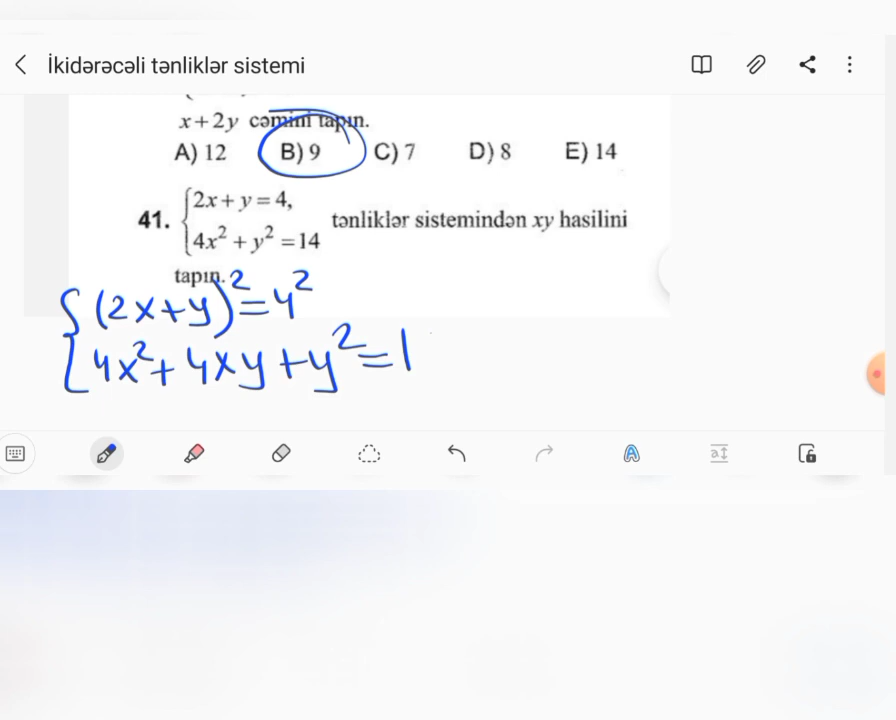 İkidərəcəli tənliklər sistemi
x+2y cəmini tapın.
A) 12 B) 9 C) 7 D) 8 E) 14
41. 2x+y=4,
4x²+y²=14 tənliklər sistemindən xy hasilini
tapın.
(2x+y)²=4²
4x²+4xy+y²=1